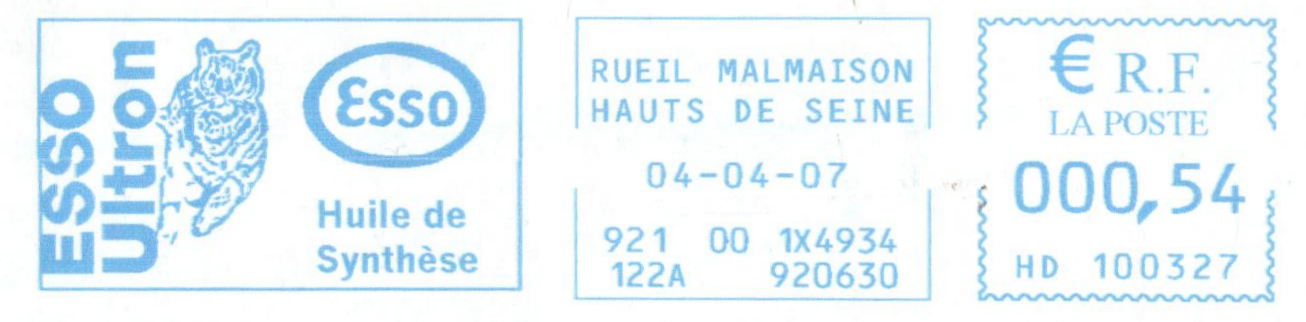 ESSO
Ultron
Esso
Huile de
Synthèse
RUEIL MALMAISON
HAUTS DE SEINE
04-04-07
921 00 1X4934
122A 920630
€ R.F.
LA POSTE
000,54
HD 100327